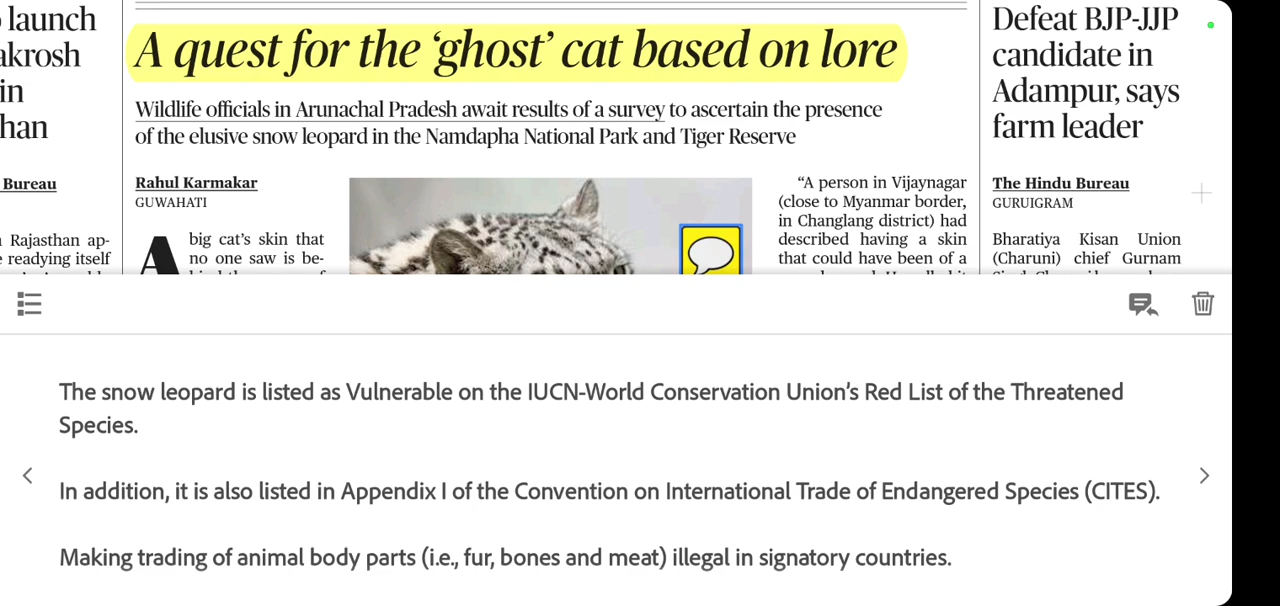 launch
akrosh
in
han
Bureau
Rajasthan ap-
readying itself
A quest for the ‘ghost’ cat based on lore
Wildlife officials in Arunachal Pradesh await results of a survey to ascertain the presence
of the elusive snow leopard in the Namdapha National Park and Tiger Reserve
Rahul Karmakar
GUWAHATI
A big cat’s skin that
no one saw is be-
“A person in Vijaynagar
(close to Myanmar border,
in Changlang district) had
described having a skin
that could have been of a
Defeat BJP-JJP
candidate in
Adampur, says
farm leader
The Hindu Bureau
GURUIGRAM
Bharatiya Kisan Union
(Charuni) chief Gurnam
The snow leopard is listed as Vulnerable on the IUCN-World Conservation Union’s Red List of the Threatened
Species.
In addition, it is also listed in Appendix I of the Convention on International Trade of Endangered Species (CITES).
Making trading of animal body parts (i.e., fur, bones and meat) illegal in signatory countries.